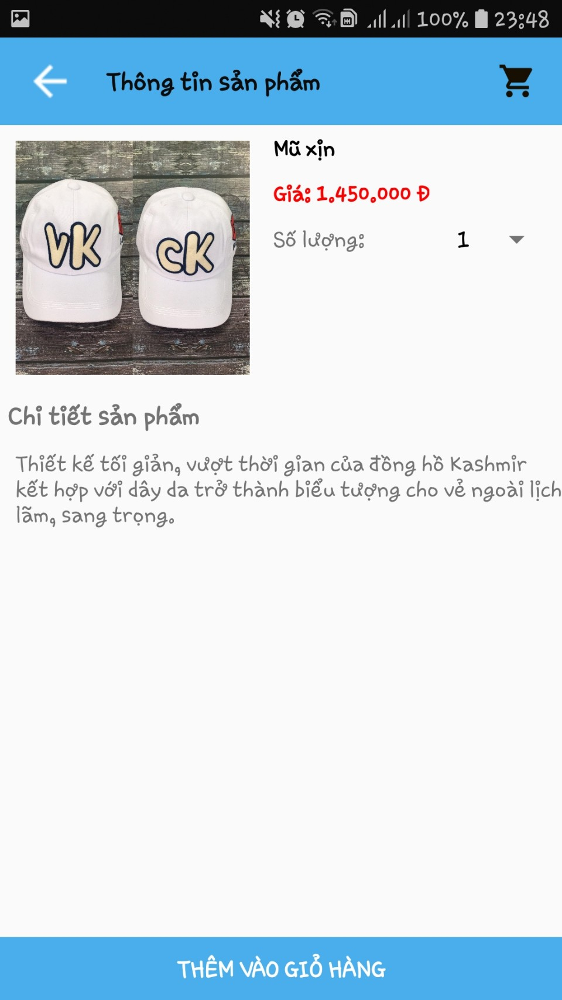 100% 23:48
Thông tin sản phẩm
VK CK
Mũ xịn
Giá: 1.450.000 Đ
Số lượng: 1
Chi tiết sản phẩm
Thiết kế tối giản, vượt thời gian của đồng hồ Kashmir
kết hợp với dây da trở thành biểu tượng cho vẻ ngoài lịch
lãm, sang trọng.
THÊM VÀO GIỎ HÀNG